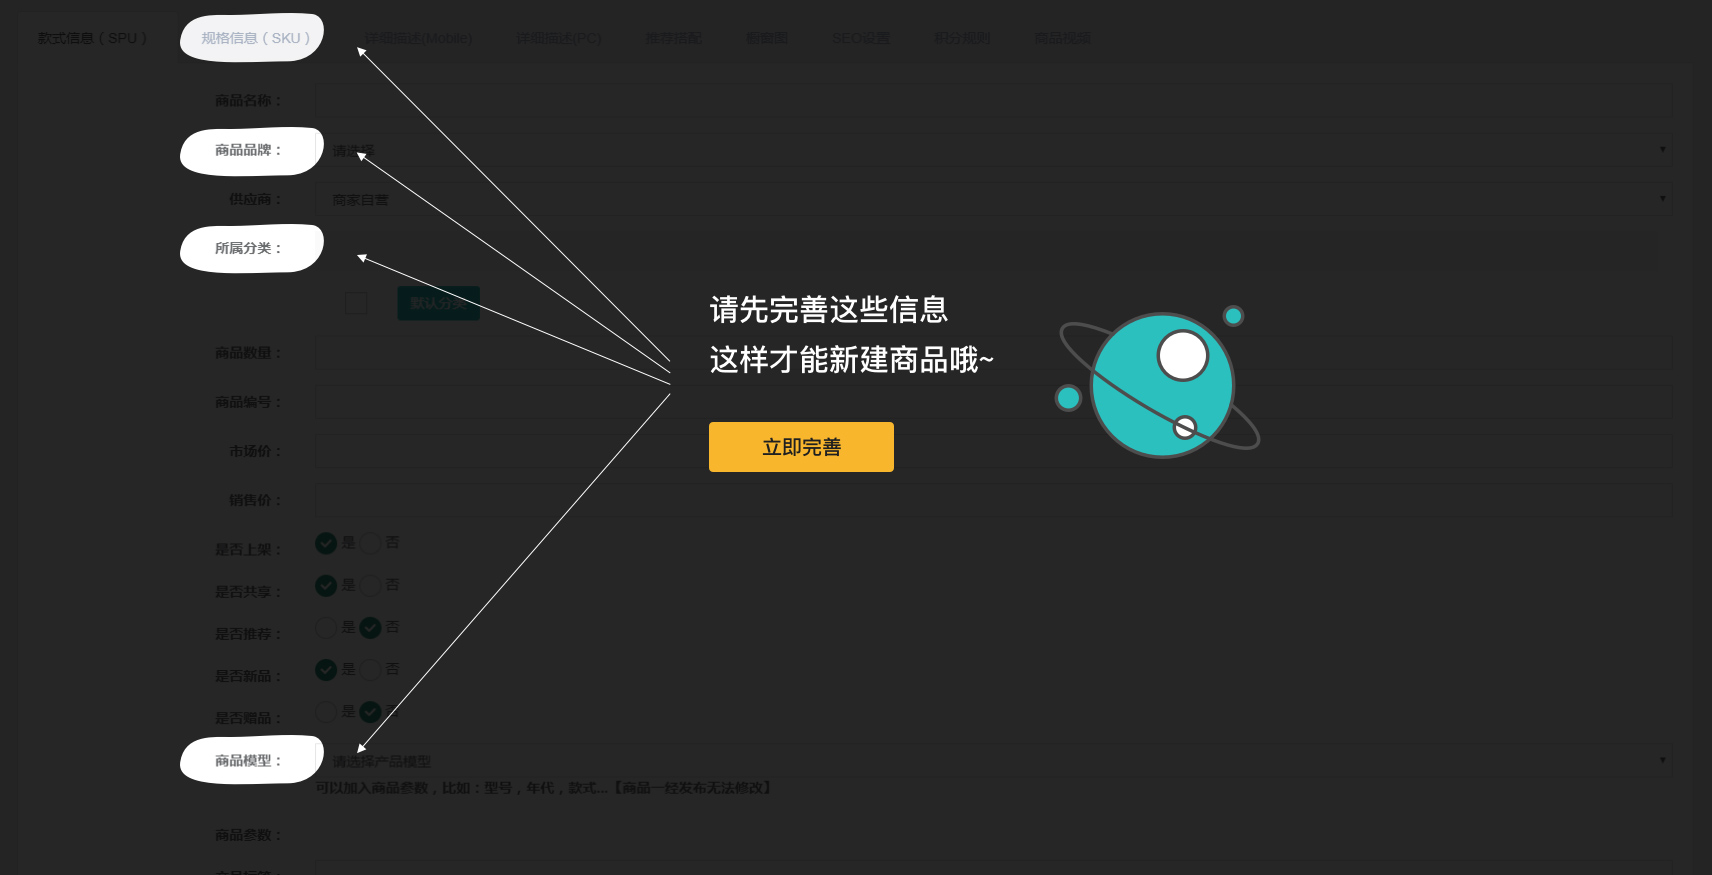 款式信息（SPU） 规格信息（SKU） 详细描述(Mobile) 详细描述(PC) 推荐搭配 橱窗图 SEO设置 积分规则 商品视频
商品名称：
商品品牌： 请选择
供应商： 商家自营
所属分类：
默认分类
请先完善这些信息
这样才能新建商品哦~
立即完善
商品数量：
商品编号：
市场价：
销售价：
是否上架： 是 否
是否共享： 是 否
是否推荐： 是 否
是否新品： 是 否
是否赠品： 是 否
商品模型： 请选择产品模型
可以加入商品参数，比如：型号，年代，款式...【商品一经发布无法修改】
商品参数：